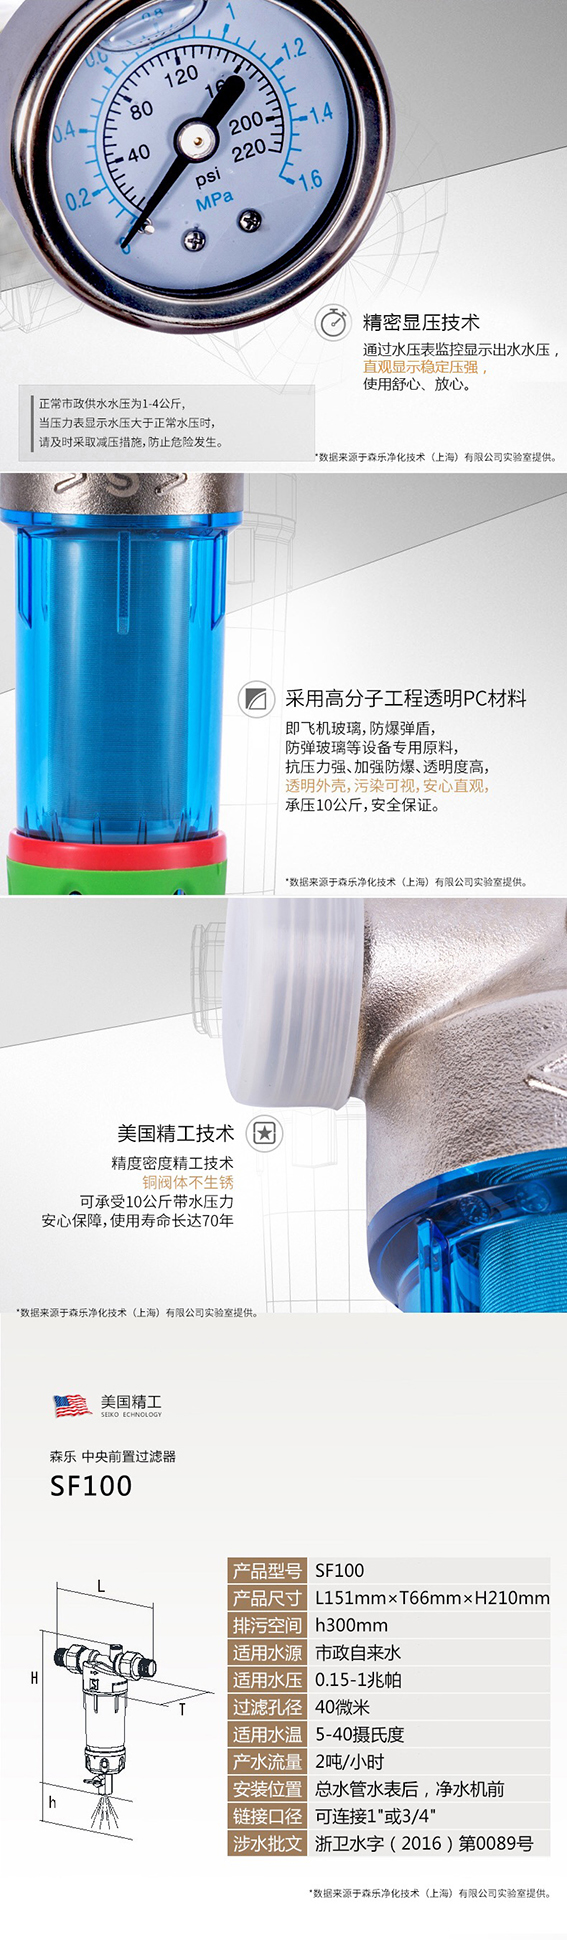 0.6
0.8
1
1.2
1.4
1.6
0.4
0.2
0
40
80
120
200
220
psi
MPa
精密显压技术
通过水压表监控显示出水水压，
直观显示稳定压强，
使用舒心、放心。
正常市政供水水压为1-4公斤，
当压力表显示水压大于正常水压时，
请及时采取减压措施，防止危险发生。
*数据来源于森乐净化技术（上海）有限公司实验室提供。
采用高分子工程透明PC材料
即飞机玻璃，防爆弹盾，
防弹玻璃等设备专用原料，
抗压力强、加强防爆、透明度高，
透明外壳，污染可视，安心直观，
承压10公斤，安全保证。
*数据来源于森乐净化技术（上海）有限公司实验室提供。
美国精工技术
精度密度精工技术
铜阀体不生锈
可承受10公斤带水压力
安心保障，使用寿命长达70年
*数据来源于森乐净化技术（上海）有限公司实验室提供。
美国精工
SEIKO ECHNOLOGY
森乐 中央前置过滤器
SF100
L
H
T
h
产品型号 SF100
产品尺寸 L151mm×T66mm×H210mm
排污空间 h300mm
适用水源 市政自来水
适用水压 0.15-1兆帕
过滤孔径 40微米
适用水温 5-40摄氏度
产水流量 2吨/小时
安装位置 总水管水表后，净水机前
链接口径 可连接1"或3/4"
涉水批文 浙卫水字（2016）第0089号
*数据来源于森乐净化技术（上海）有限公司实验室提供。